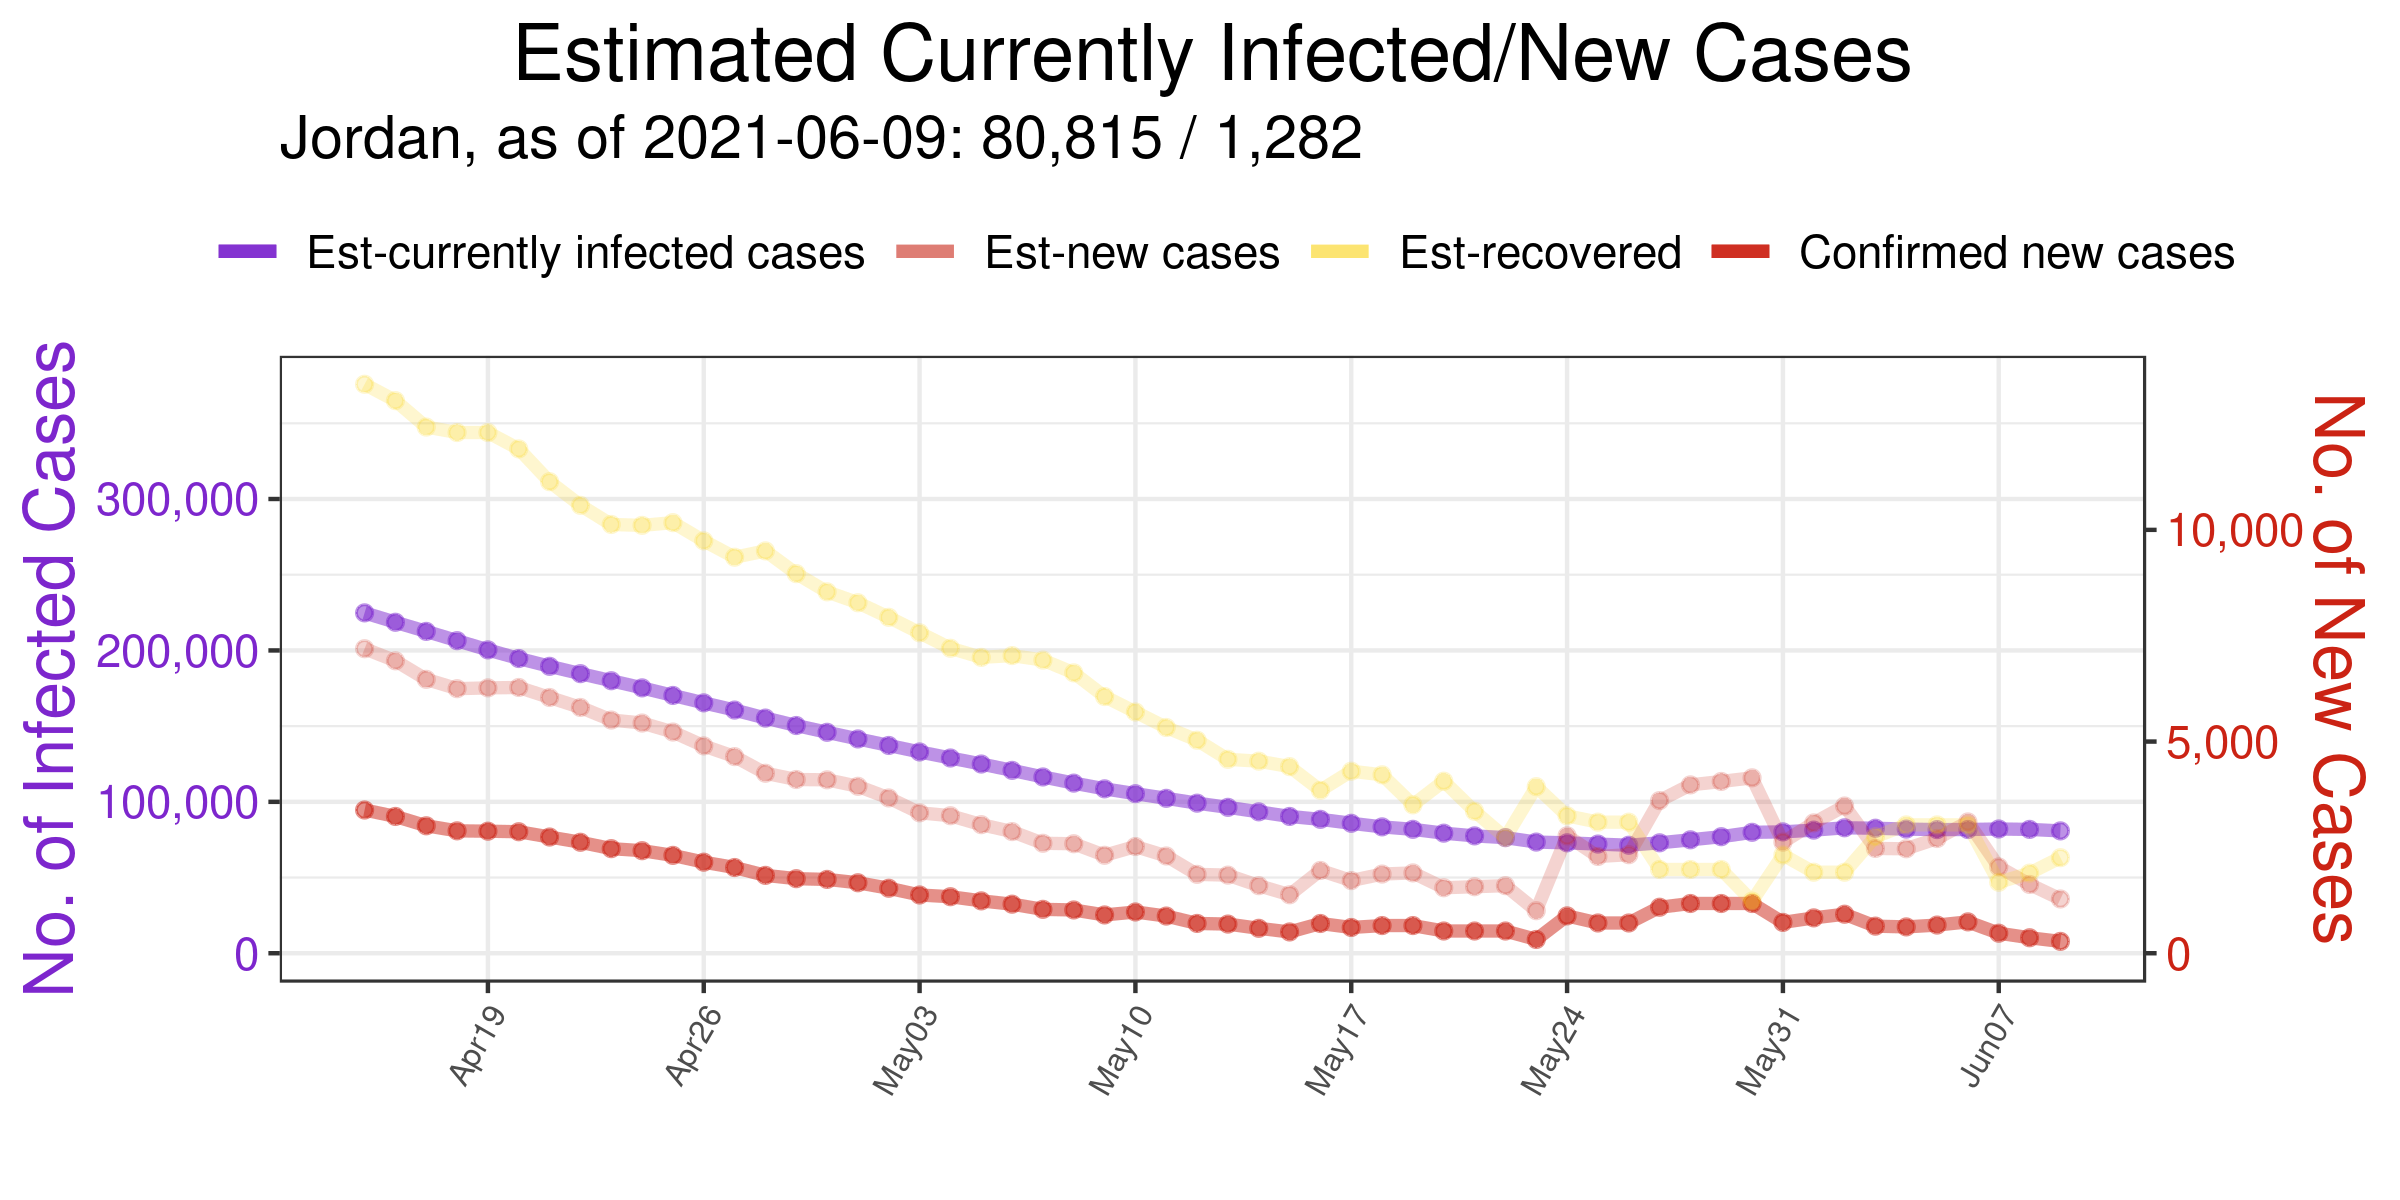 Estimated Currently Infected/New Cases
Jordan, as of 2021-06-09: 80,815 / 1,282
Est-currently infected cases Est-new cases Est-recovered Confirmed new cases
No. of Infected Cases
300,000
200,000
100,000
0
10,000
5,000
0
No. of New Cases
Apr19 Apr26 May03 May10 May17 May24 May31 Jun07